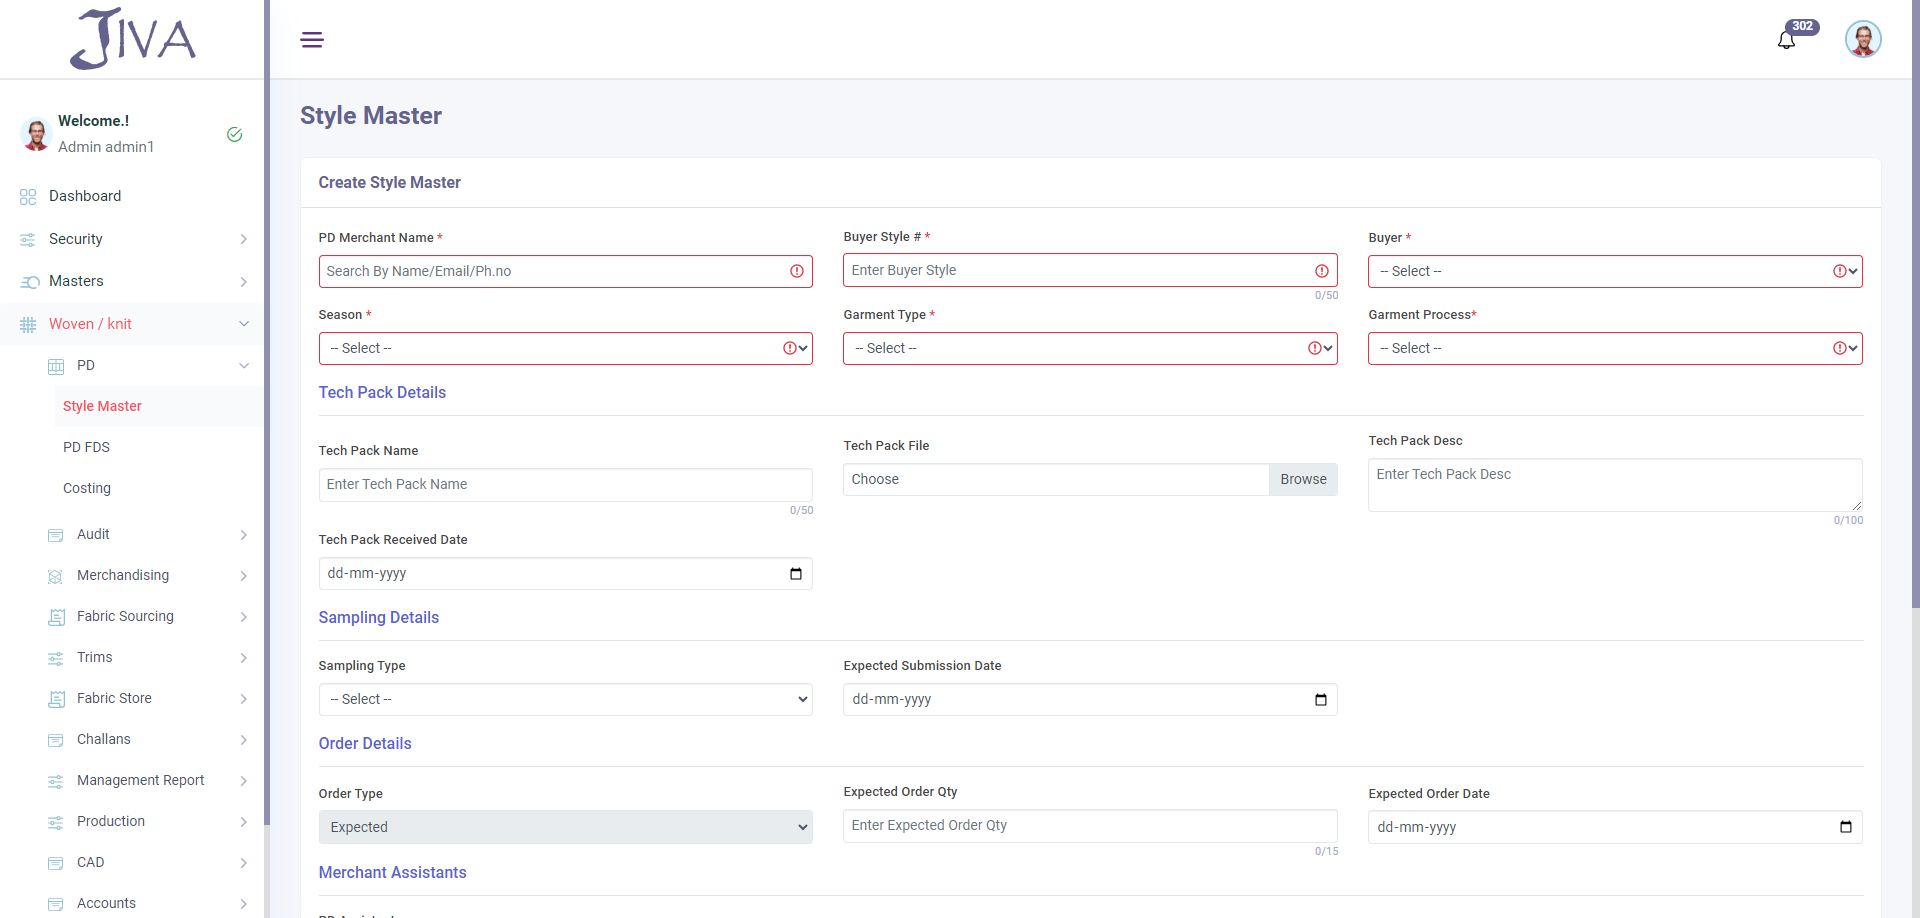 JIVA
302
Welcome.!
Admin admin1
Dashboard
Security
Masters
Woven / knit
PD
Style Master
PD FDS
Costing
Audit
Merchandising
Fabric Sourcing
Trims
Fabric Store
Challans
Management Report
Production
CAD
Accounts
Style Master
Create Style Master
PD Merchant Name *
Buyer Style # *
Buyer *
Search By Name/Email/Ph.no
Enter Buyer Style
-- Select --
0/50
Season *
Garment Type *
Garment Process*
-- Select --
-- Select --
-- Select --
Tech Pack Details
Tech Pack Name
Tech Pack File
Tech Pack Desc
Enter Tech Pack Name
Choose
Browse
Enter Tech Pack Desc
0/50
0/100
Tech Pack Received Date
dd-mm-yyyy
Sampling Details
Sampling Type
Expected Submission Date
-- Select --
dd-mm-yyyy
Order Details
Order Type
Expected Order Qty
Expected Order Date
Expected
Enter Expected Order Qty
dd-mm-yyyy
0/15
Merchant Assistants